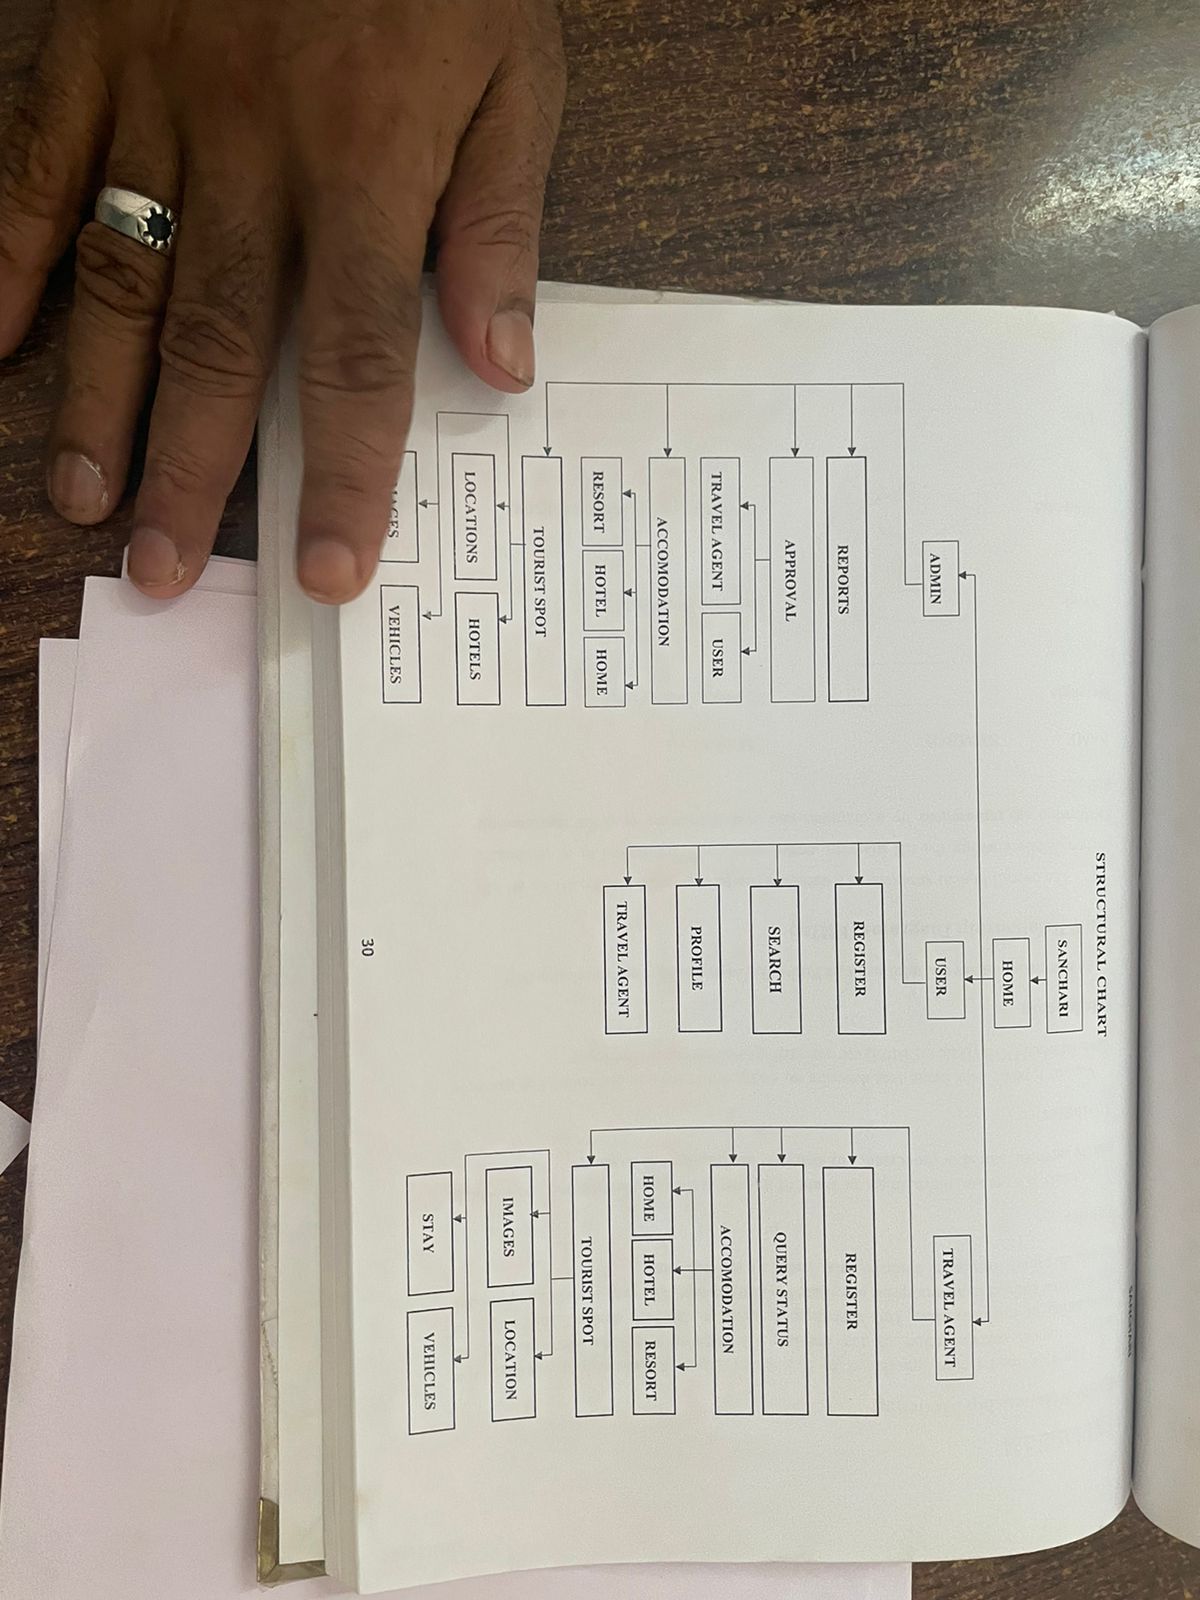 SANCHARI
STRUCTURAL CHART
SANCHARI
HOME
ADMIN
USER
TRAVEL AGENT
REPORTS
APPROVAL
TRAVEL AGENT
USER
ACCOMODATION
RESORT
HOTEL
HOME
TOURIST SPOT
LOCATIONS
HOTELS
IMAGES
VEHICLES
REGISTER
SEARCH
PROFILE
TRAVEL AGENT
REGISTER
QUERY STATUS
ACCOMODATION
HOME
HOTEL
RESORT
TOURIST SPOT
IMAGES
LOCATION
STAY
VEHICLES
30